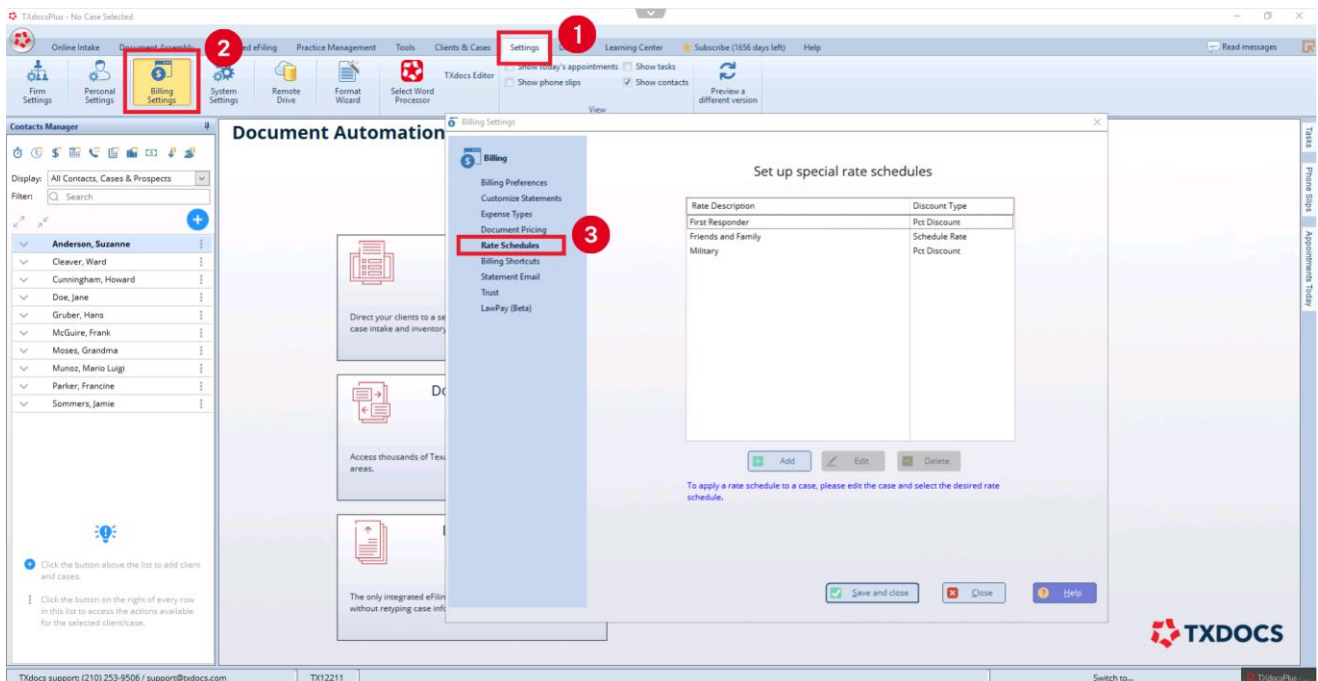 TXdocsPlus - No Case Selected
Online Intake Document Assembly ed eFiling Practice Management Tools Clients & Cases Settings Learning Center Subscribe (1656 days left) Help Read messages
1
2
Firm Settings
Personal Settings
Billing Settings
System Settings
Remote Drive
Format Wizard
Select Word Processor
TXdocs Editor
Show today's appointments Show tasks
Show phone slips Show contacts
View
Preview a different version
Contacts Manager
Display: All Contacts, Cases & Prospects
Filter: Search
Anderson, Suzanne
Cleaver, Ward
Cunningham, Howard
Doe, Jane
Gruber, Hans
McGuire, Frank
Moses, Grandma
Munoz, Mario Luigi
Parker, Francine
Sommers, Jamie
Click the button above the list to add client
and cases.
Click the button on the right of every row
in this list to access the actions available
for the selected client/case.
Document Automation
Direct your clients to a se
case intake and inventory
Do
Access thousands of Texa
areas.
The only integrated eFilin
without retyping case info
Billing Settings
Billing
Billing Preferences
Customize Statements
Expense Types
Document Pricing
Rate Schedules
3
Billing Shortcuts
Statement Email
Trust
LawPay (Beta)
Set up special rate schedules
Rate Description Discount Type
First Responder Pct Discount
Friends and Family Schedule Rate
Military Pct Discount
Add Edit Delete
To apply a rate schedule to a case, please edit the case and select the desired rate
schedule.
Save and close Close Help
Tasks
Phone Slips
Appointments Today
TXDOCS
TXdocs support: (210) 253-9506 / support@txdocs.com TX12211 Switch to... TXdocsPlus -